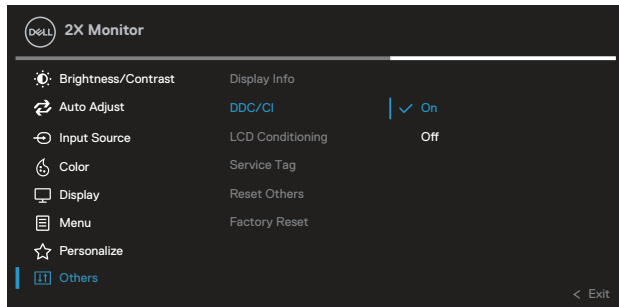 DELL 2X Monitor
Brightness/Contrast Display Info
Auto Adjust DDC/CI On
Input Source LCD Conditioning Off
Color Service Tag
Display Reset Others
Menu Factory Reset
Personalize
Others
< Exit